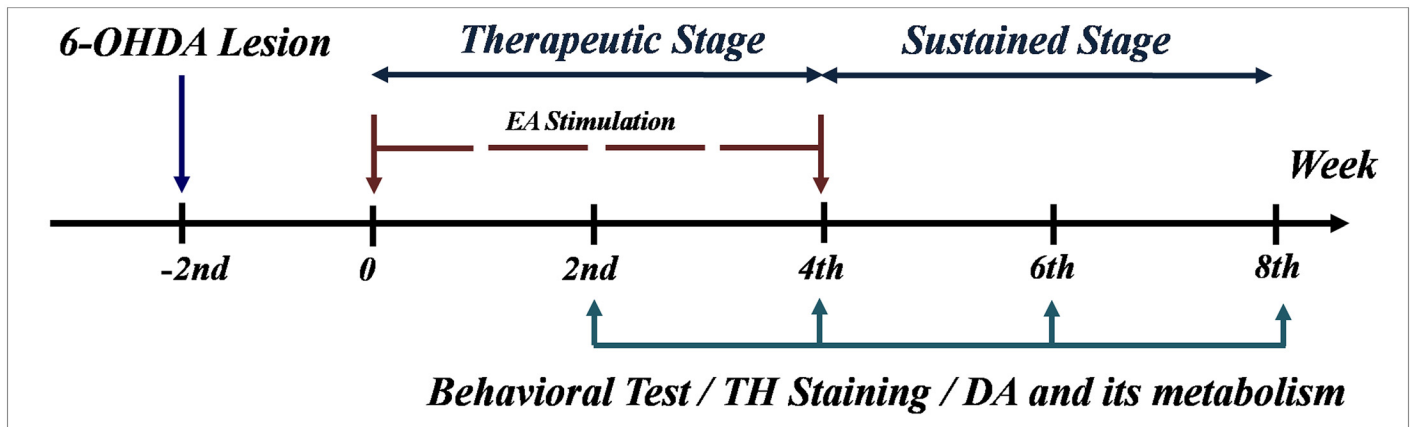 6-OHDA Lesion
Therapeutic Stage
Sustained Stage
EA Stimulation
Week
-2nd
0
2nd
4th
6th
8th
Behavioral Test / TH Staining / DA and its metabolism